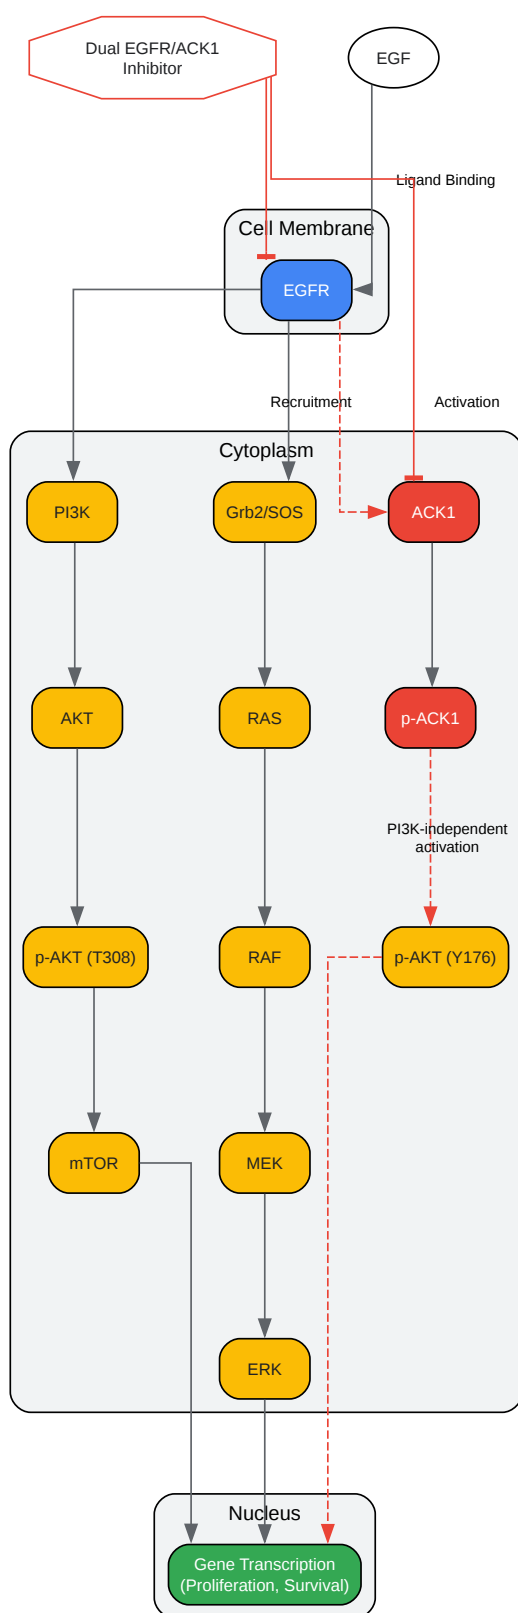 Dual EGFR/ACK1
Inhibitor
EGF
Ligand Binding
Cell Membrane
EGFR
Recruitment
Activation
Cytoplasm
PI3K
Grb2/SOS
ACK1
AKT
RAS
p-ACK1
PI3K-independent
activation
p-AKT (T308)
RAF
p-AKT (Y176)
mTOR
MEK
ERK
Nucleus
Gene Transcription
(Proliferation, Survival)